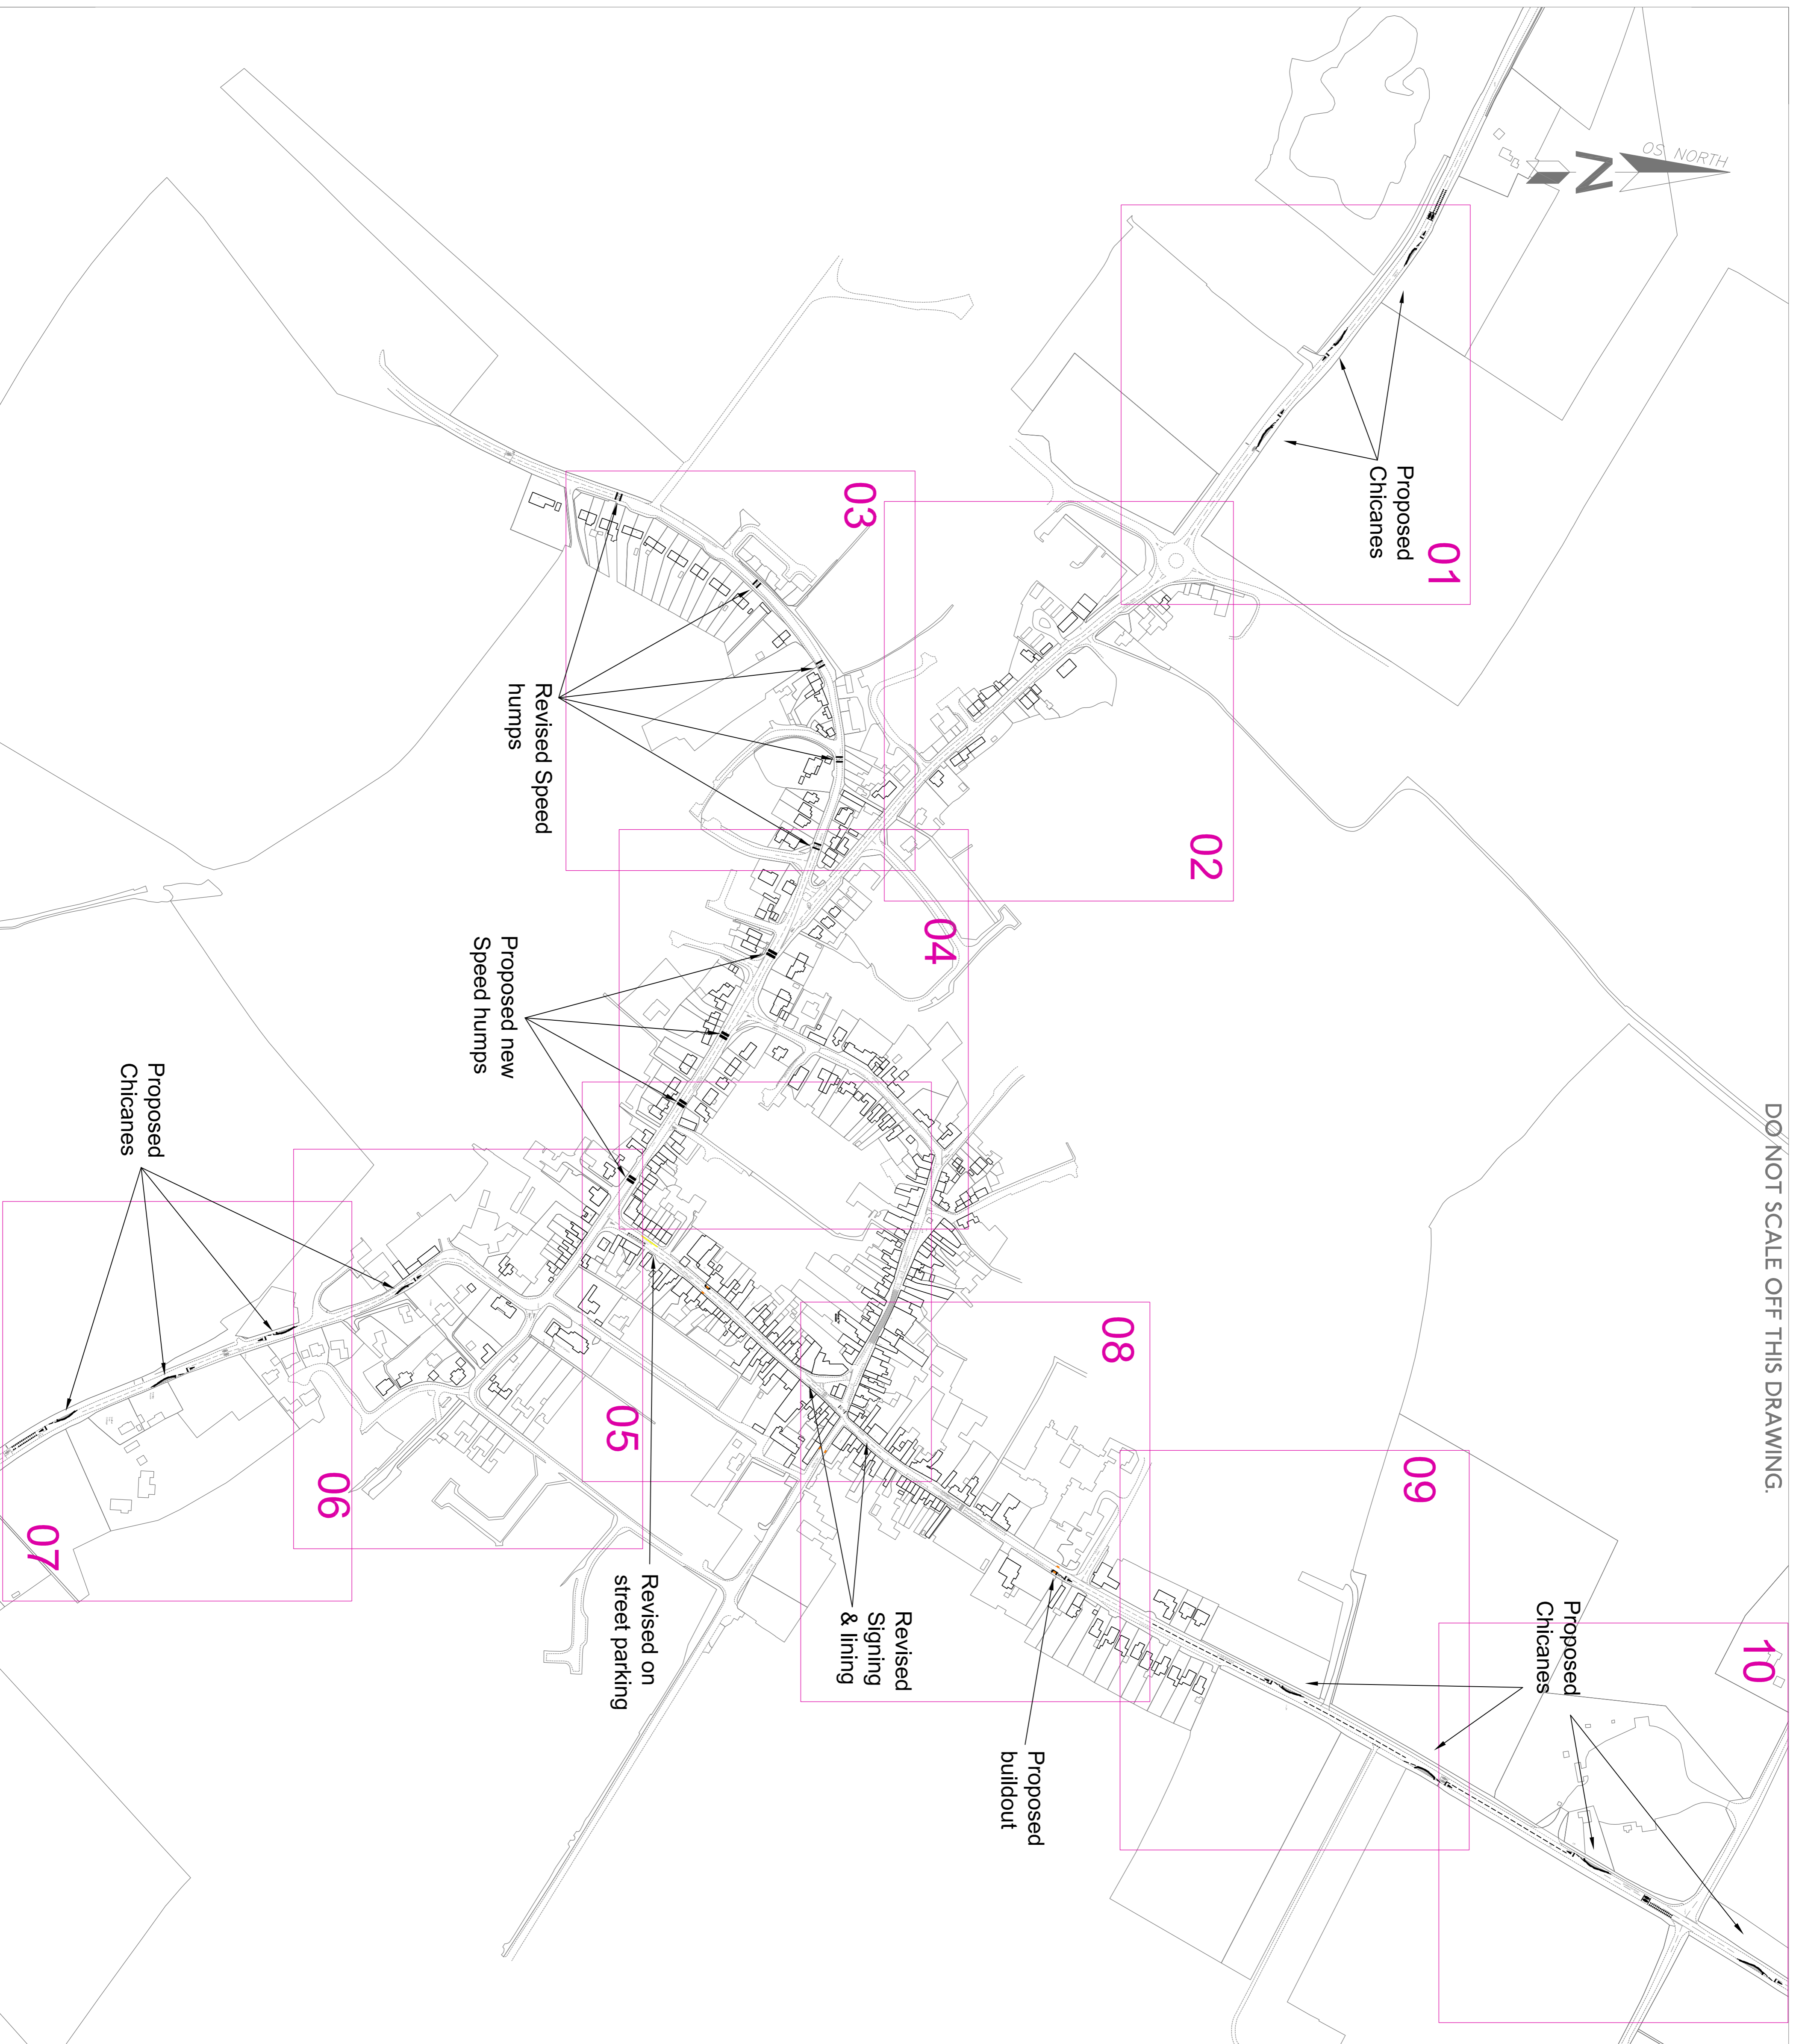 DO NOT SCALE OFF THIS DRAWING.
OS NORTH
N
01
Proposed
Chicanes
02
03
Revised Speed
humps
04
Proposed new
Speed humps
05
Revised on
street parking
06
07
Proposed
Chicanes
08
Revised
Signing
& lining
Proposed
buildout
09
10
Proposed
Chicanes